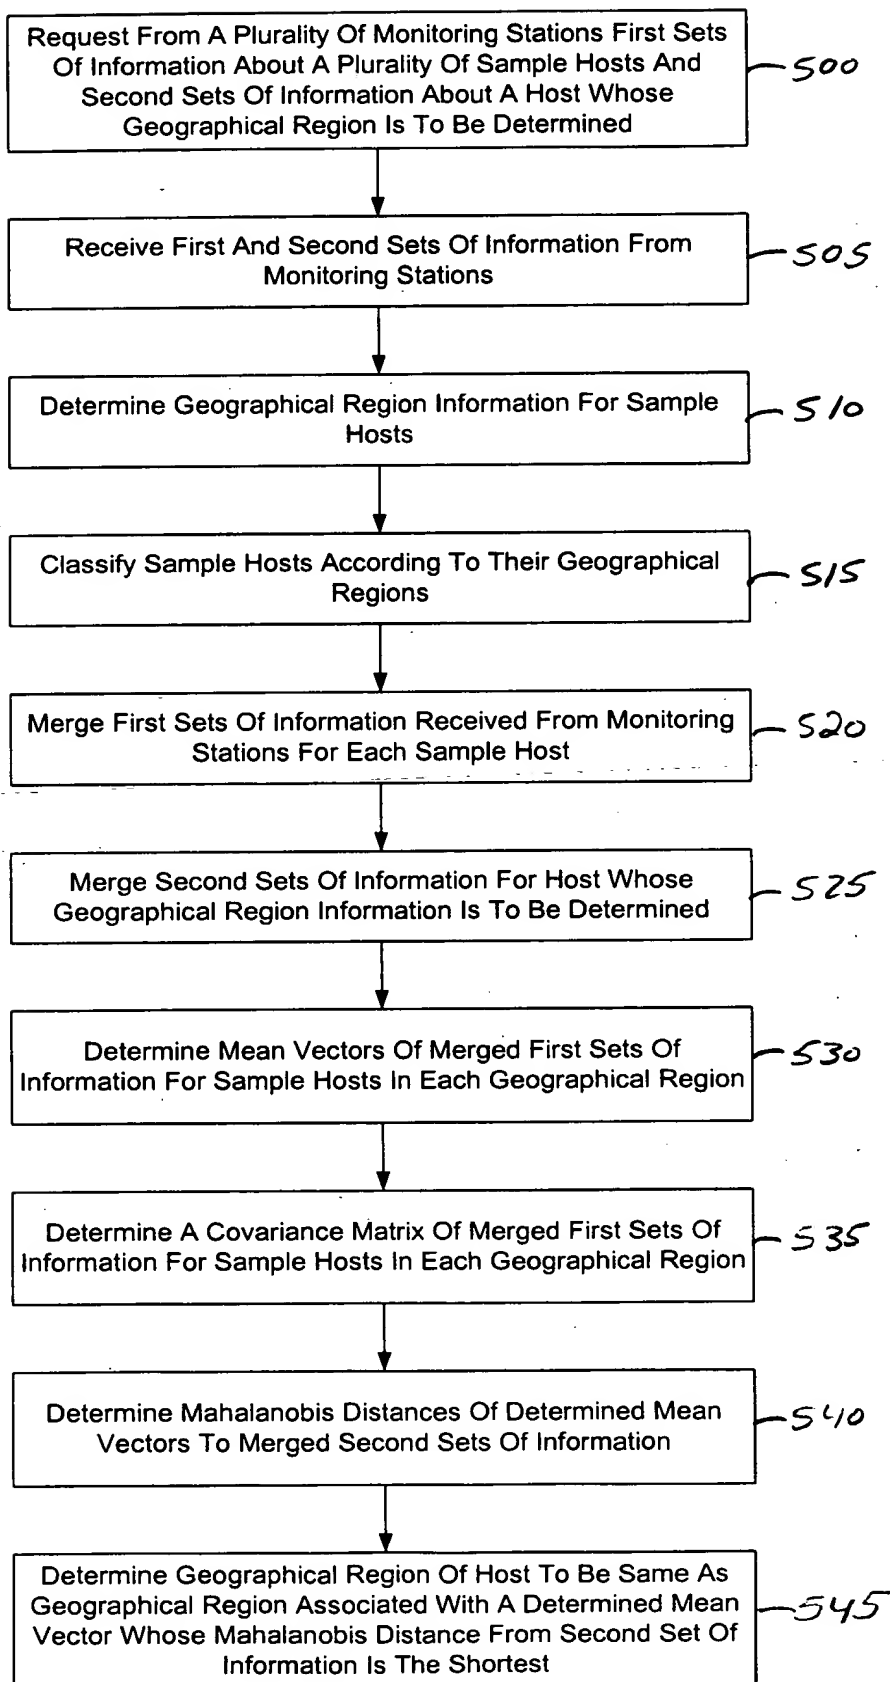 Request From A Plurality Of Monitoring Stations First Sets
Of Information About A Plurality Of Sample Hosts And
Second Sets Of Information About A Host Whose
Geographical Region Is To Be Determined
500
Receive First And Second Sets Of Information From
Monitoring Stations
505
Determine Geographical Region Information For Sample
Hosts
510
Classify Sample Hosts According To Their Geographical
Regions
515
Merge First Sets Of Information Received From Monitoring
Stations For Each Sample Host
520
Merge Second Sets Of Information For Host Whose
Geographical Region Information Is To Be Determined
525
Determine Mean Vectors Of Merged First Sets Of
Information For Sample Hosts In Each Geographical Region
530
Determine A Covariance Matrix Of Merged First Sets Of
Information For Sample Hosts In Each Geographical Region
535
Determine Mahalanobis Distances Of Determined Mean
Vectors To Merged Second Sets Of Information
540
Determine Geographical Region Of Host To Be Same As
Geographical Region Associated With A Determined Mean
Vector Whose Mahalanobis Distance From Second Set Of
Information Is The Shortest
545